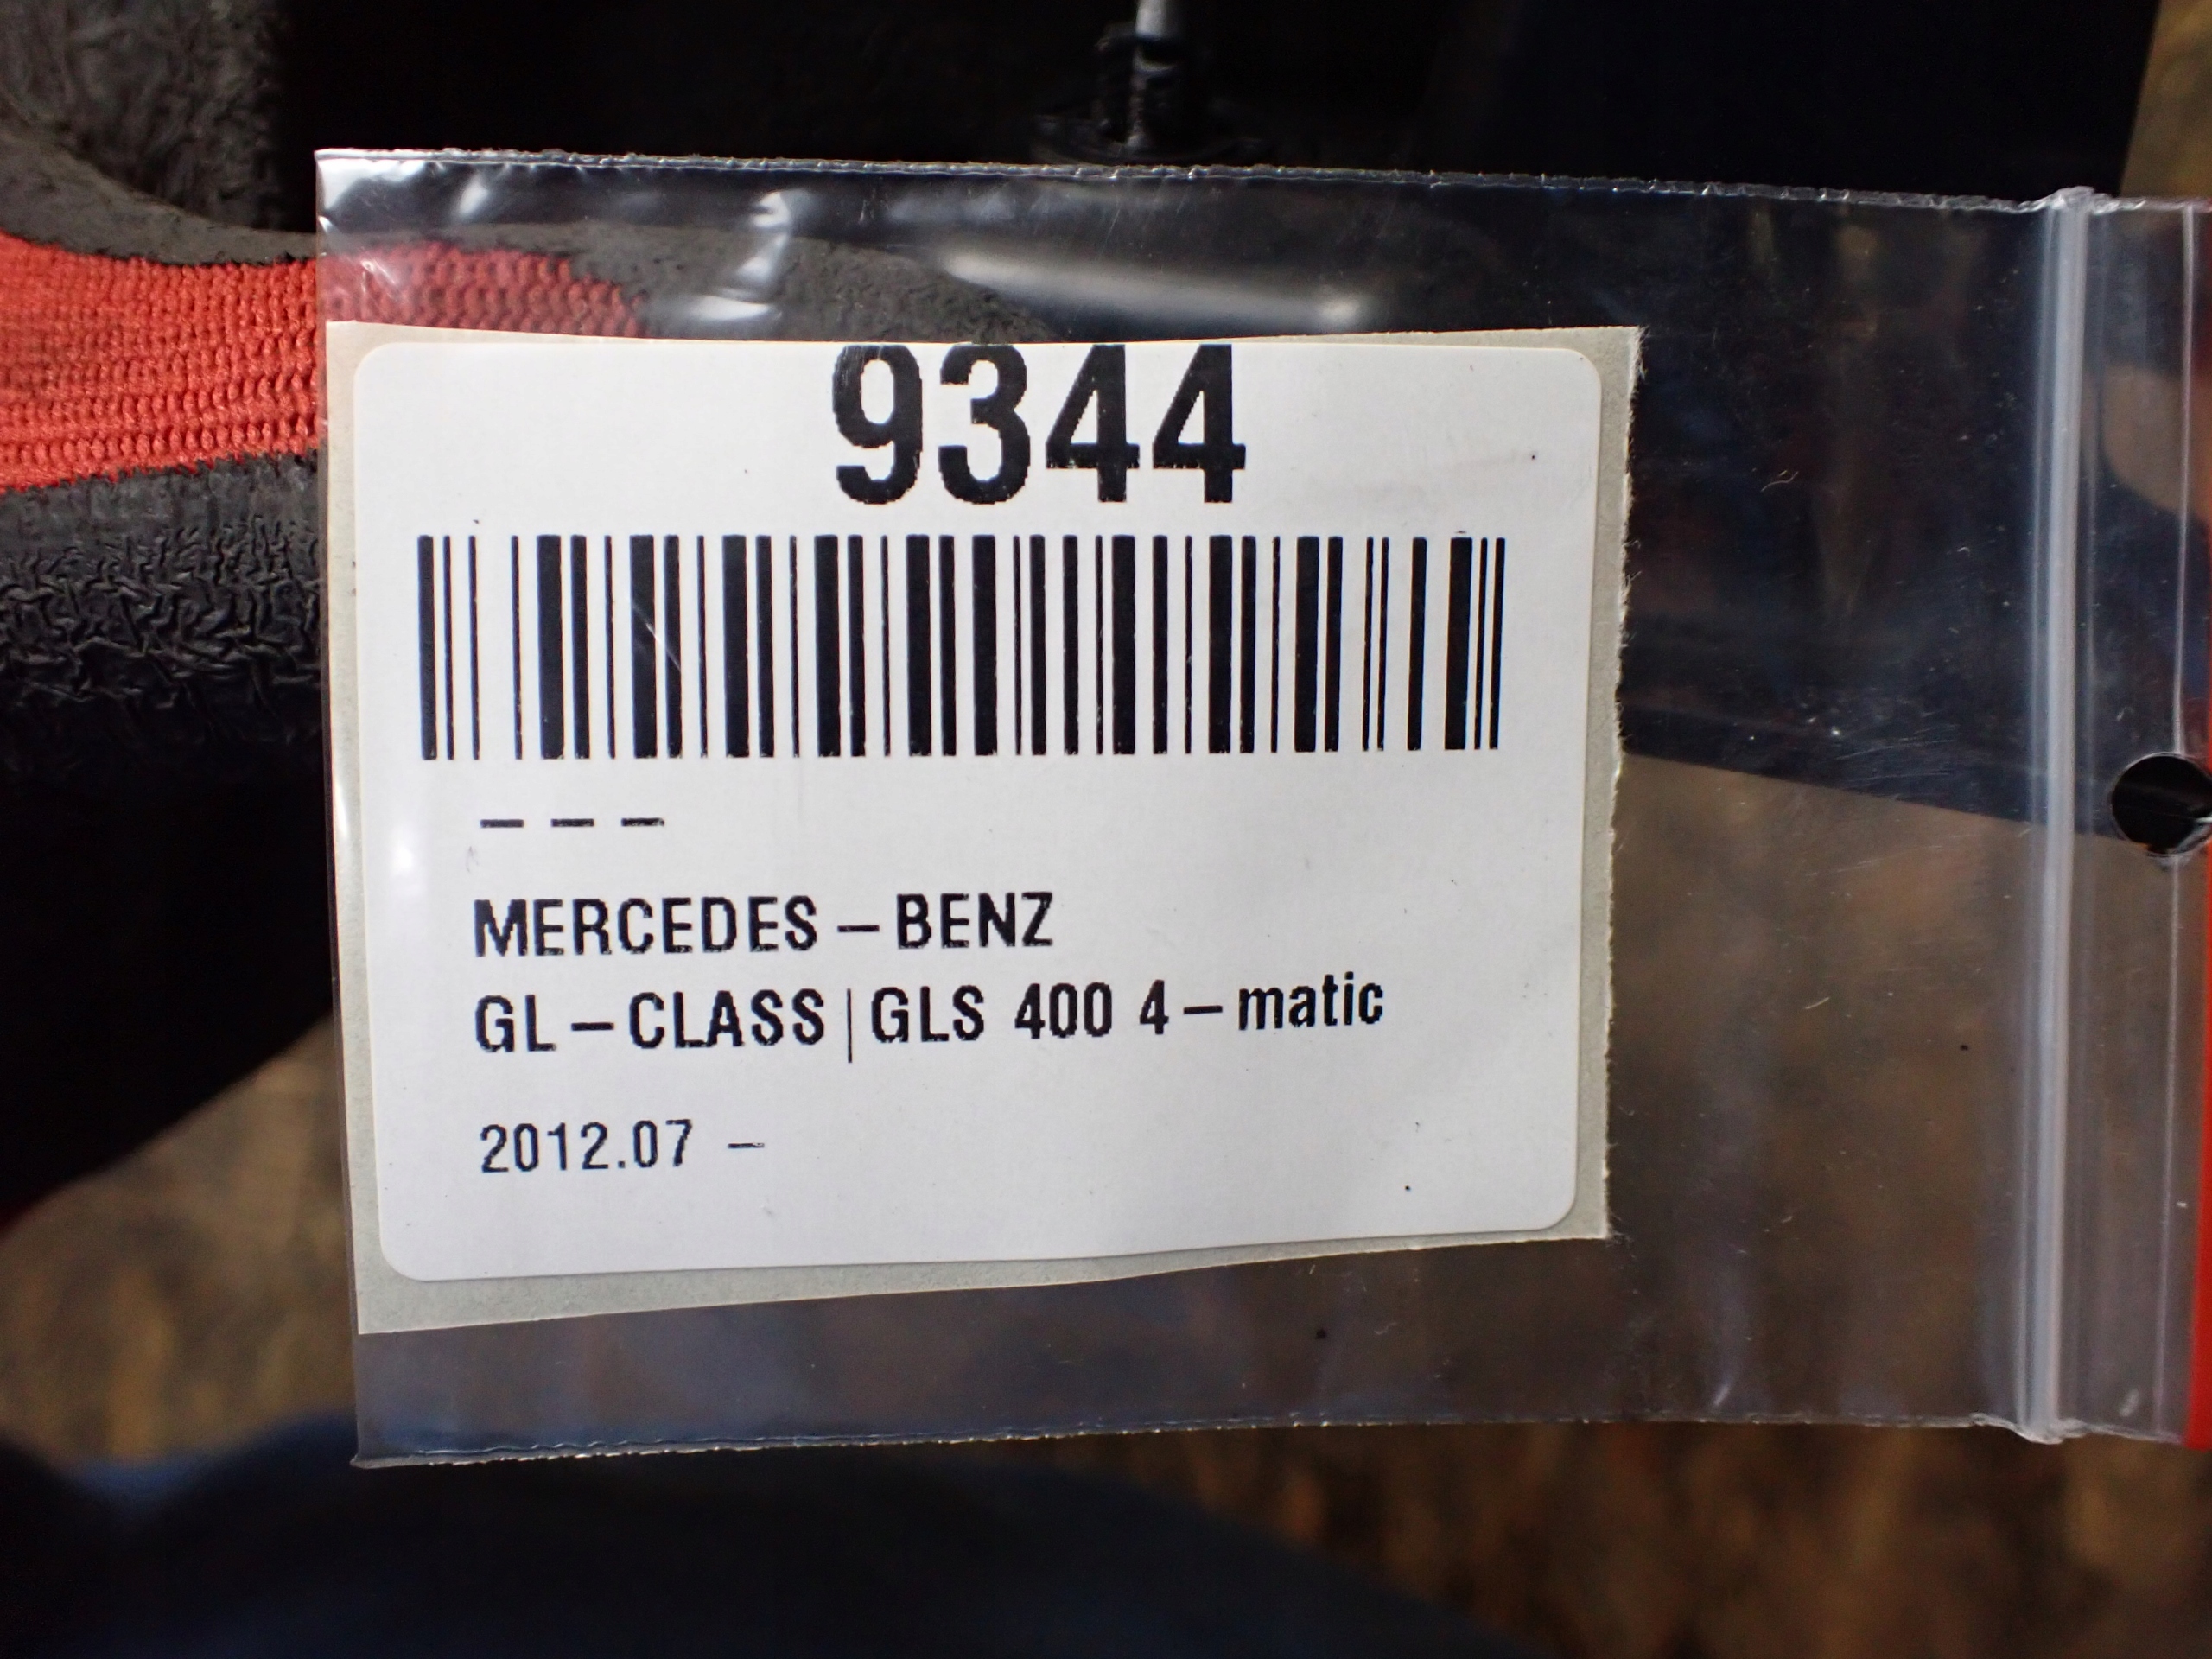 9344
– – –
MERCEDES – BENZ
GL – CLASS | GLS 400 4 – matic
2012.07 –